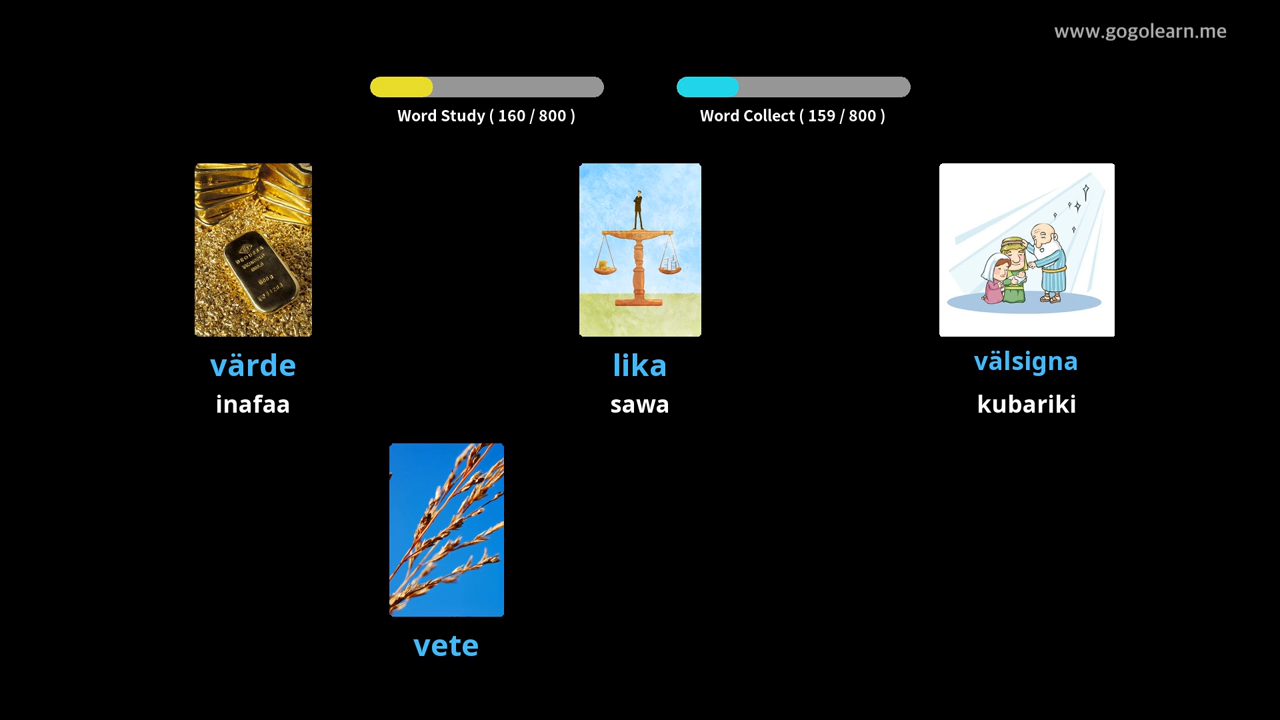 www.gogolearn.me
Word Study ( 160 / 800 )
Word Collect ( 159 / 800 )
värde
lika
välsigna
inafaa
sawa
kubariki
vete